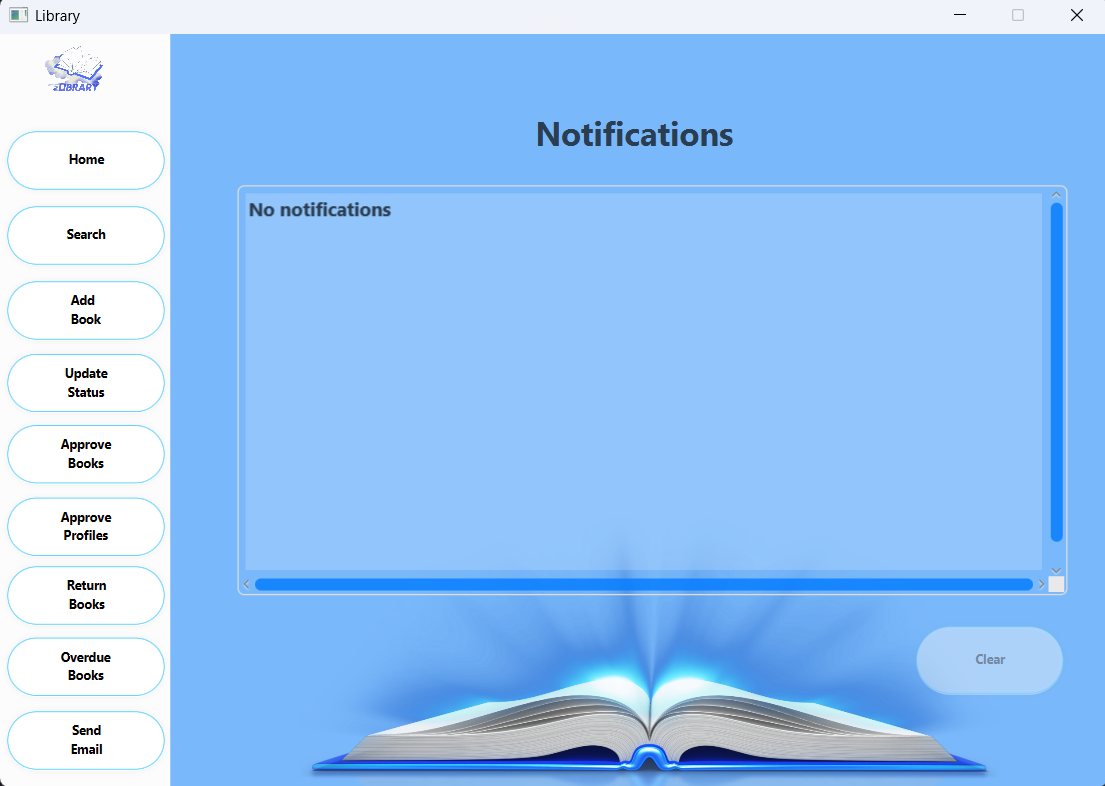 Library
eLIBRARY
Home
Search
Add
Book
Update
Status
Approve
Books
Approve
Profiles
Return
Books
Overdue
Books
Send
Email
Notifications
No notifications
Clear